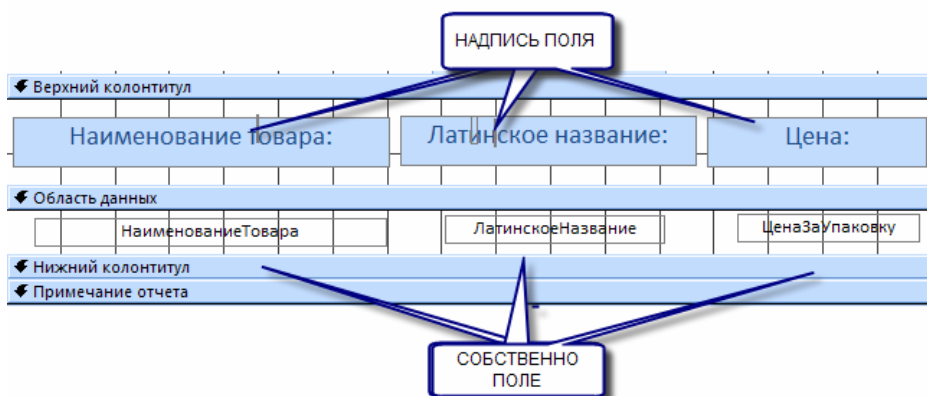 НАДПИСЬ ПОЛЯ
Верхний колонтитул
Наименование товара: Латинское название: Цена:
Область данных
НаименованиеТовара ЛатинскоеНазвание ЦенаЗаУпаковку
Нижний колонтитул
Примечание отчета
СОБСТВЕННО
ПОЛЕ